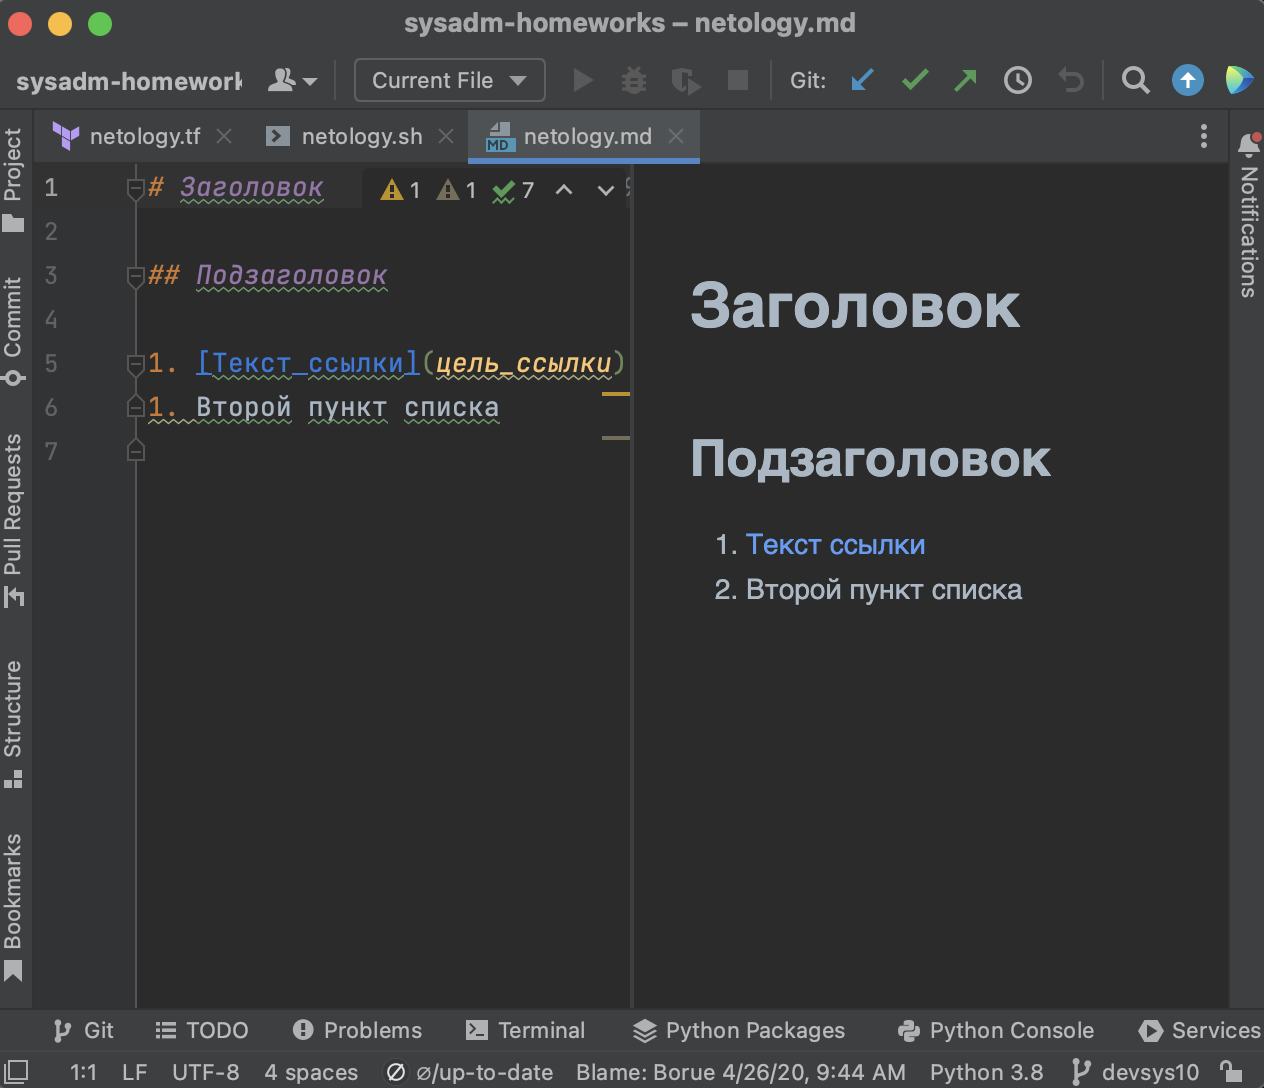 sysadm-homeworks – netology.md
sysadm-homework
Current File
Git:
netology.tf
netology.sh
MD netology.md
Project
Commit
Pull Requests
Structure
Bookmarks
1 # Заголовок
1 1 7
2
3 ## Подзаголовок
4
5 1. [Текст_ссылки](цель_ссылки)
6 1. Второй пункт списка
7
Заголовок
Подзаголовок
1. Текст ссылки
2. Второй пункт списка
Notifications
Git TODO Problems Terminal Python Packages Python Console Services
1:1 LF UTF-8 4 spaces ∅/up-to-date Blame: Borue 4/26/20, 9:44 AM Python 3.8 devsys10